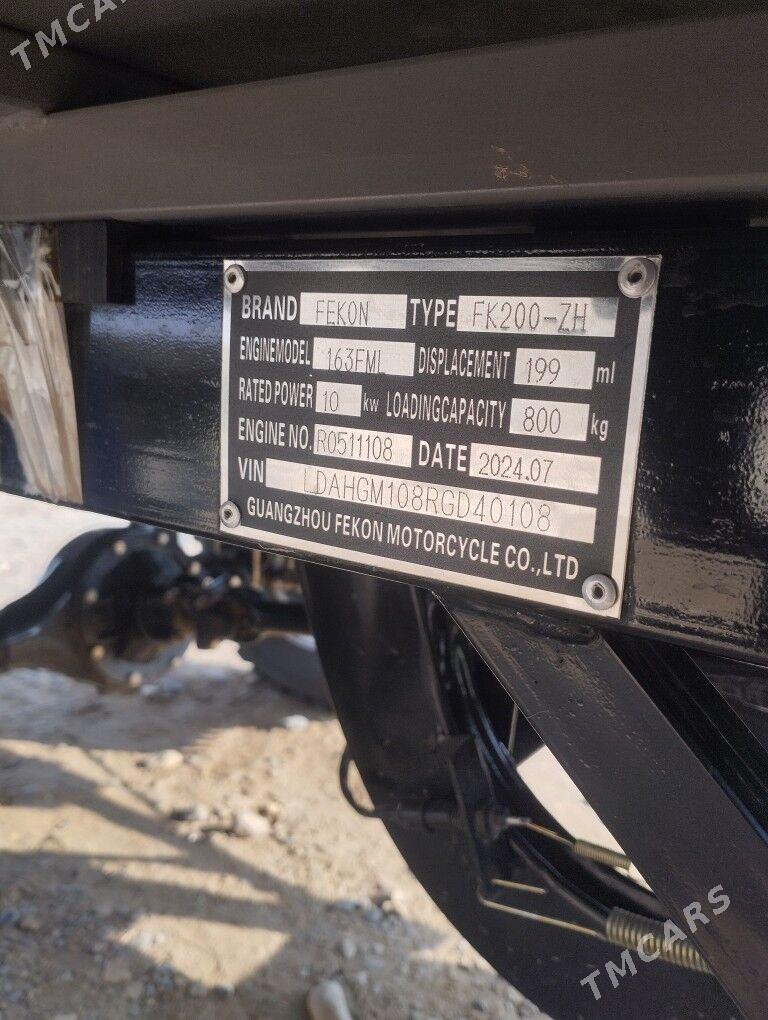 TMCARS
BRAND FEKON TYPE FK200-ZH
ENGINEMODEL 163FML DISPLACEMENT 199 ml
RATED POWER 10 kw LOADINGCAPACITY 800 kg
ENGINE NO. R0511108 DATE 2024.07
VIN LDAHGM108RGD40108
GUANGZHOU FEKON MOTORCYCLE CO.,LTD
TMCARS